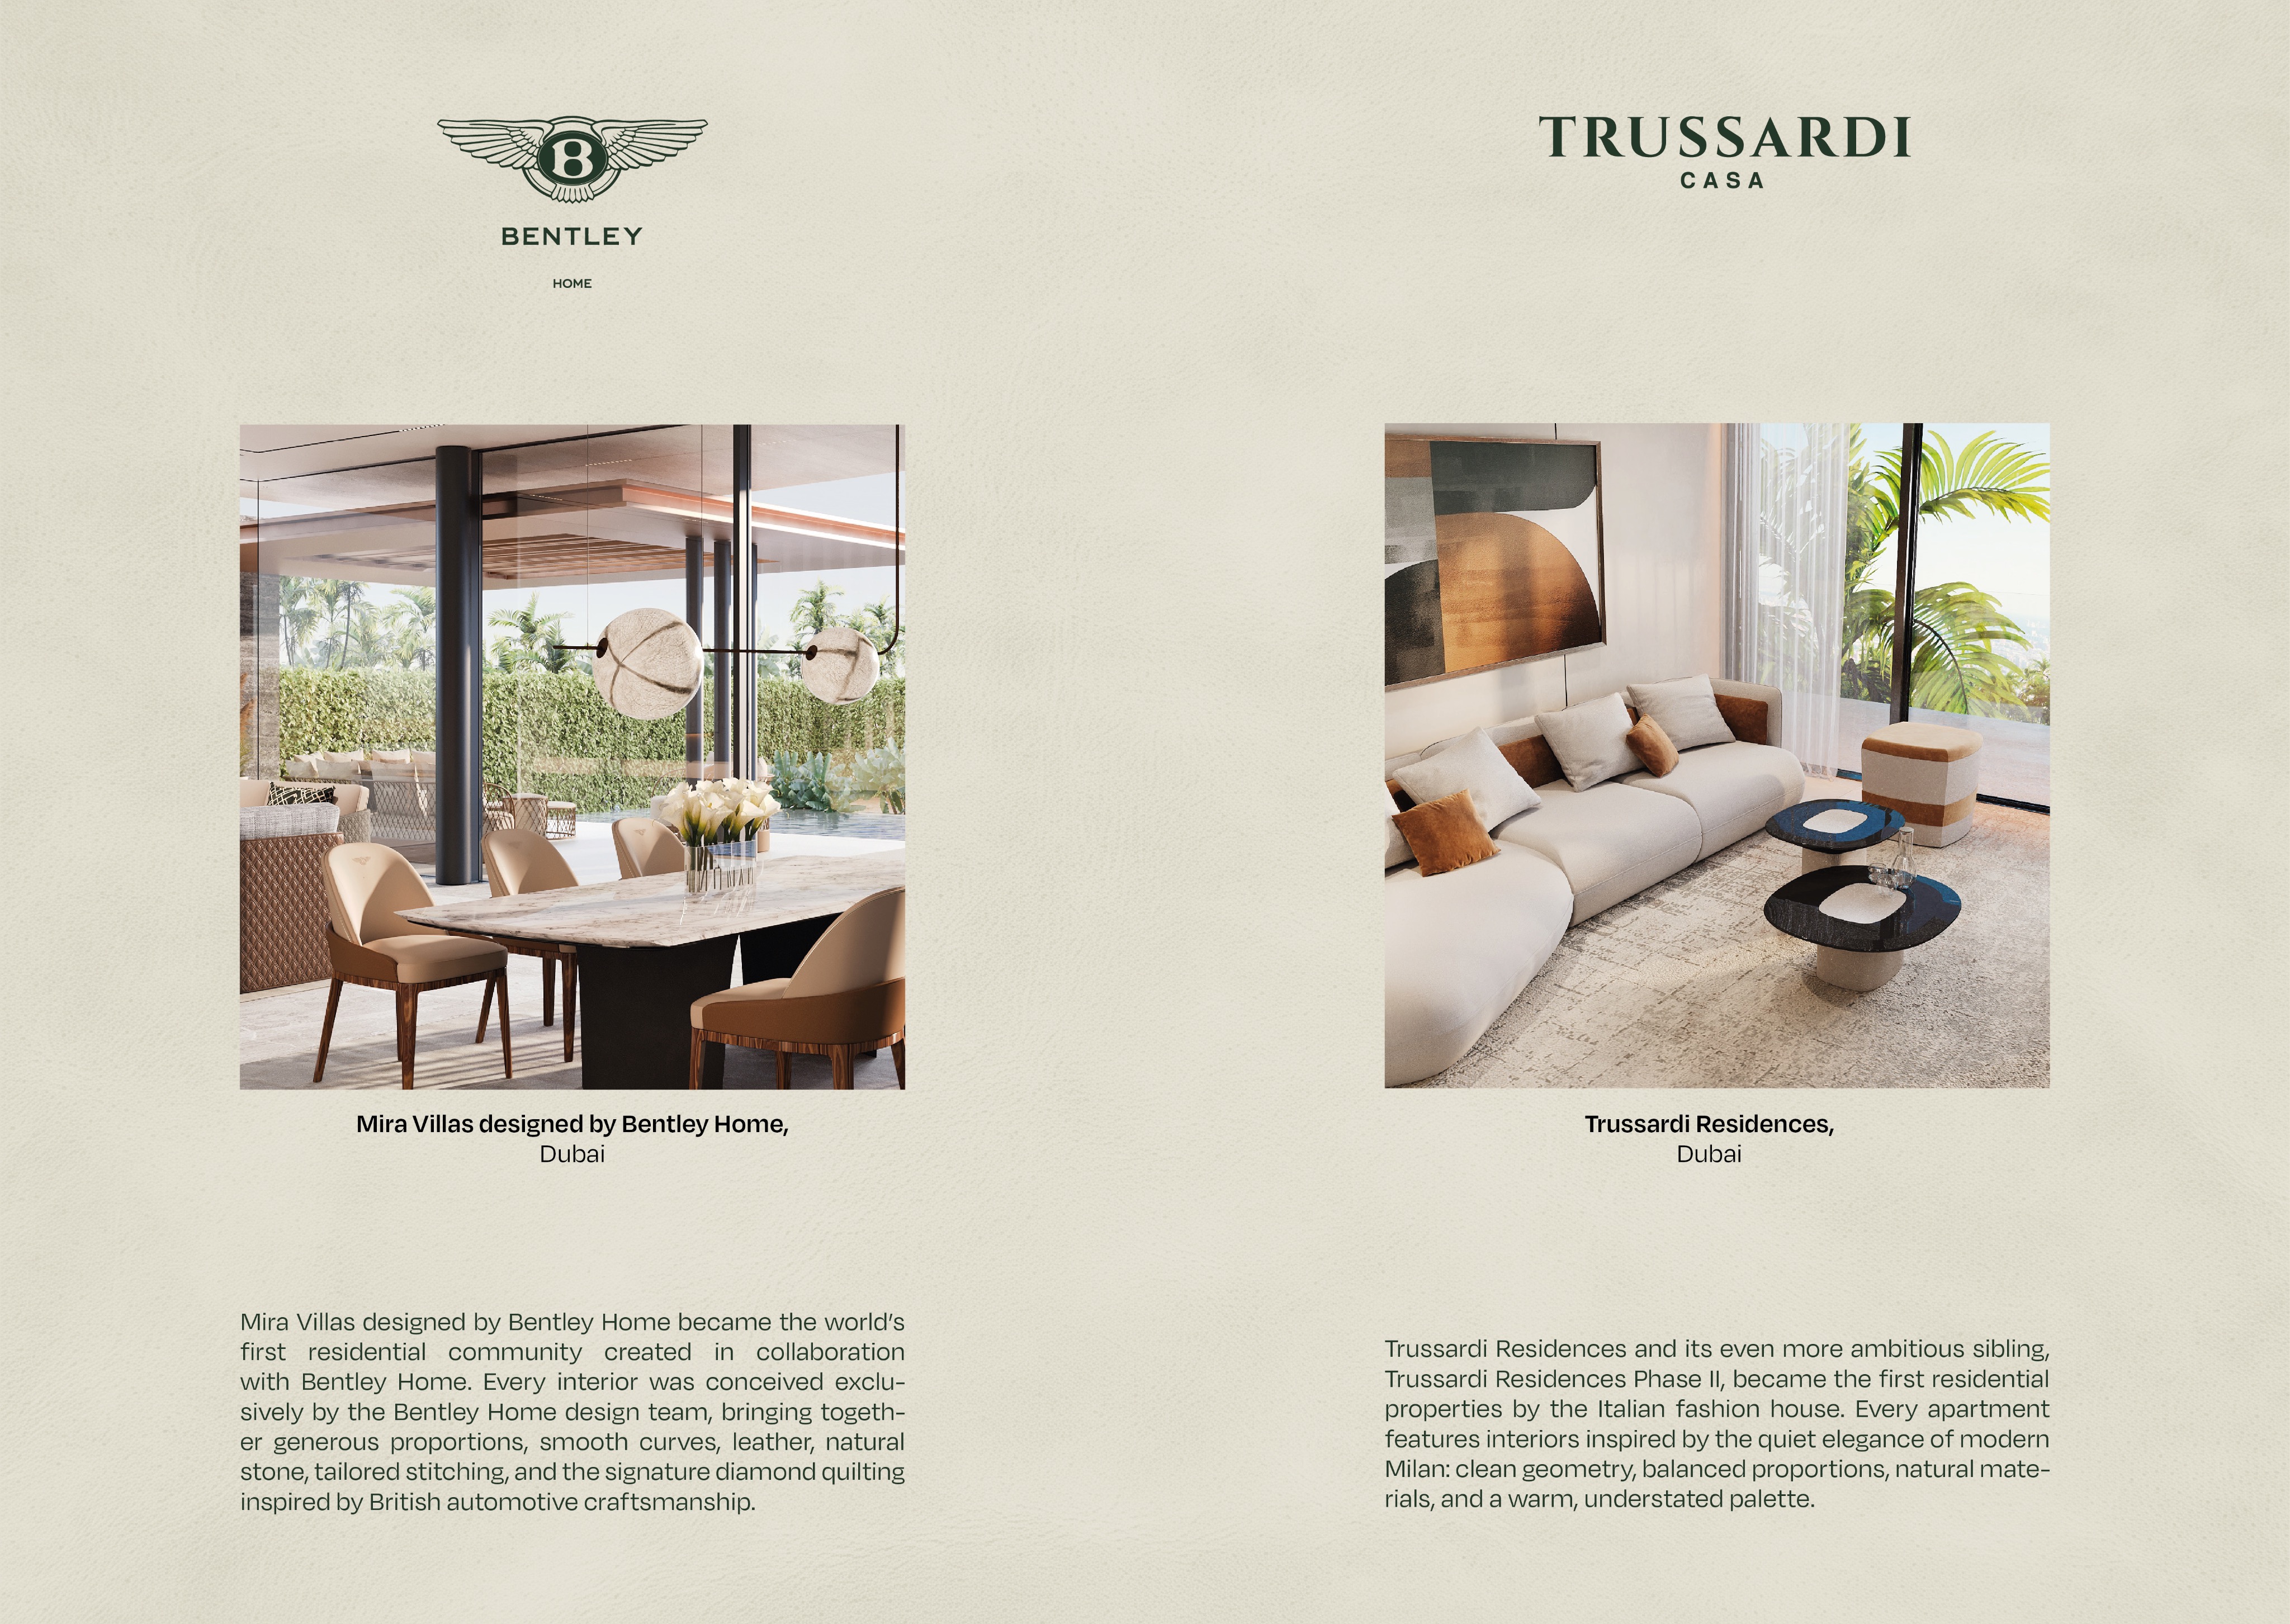 B
BENTLEY
HOME
Mira Villas designed by Bentley Home,
Dubai
Mira Villas designed by Bentley Home became the world’s
first residential community created in collaboration
with Bentley Home. Every interior was conceived exclu-
sively by the Bentley Home design team, bringing togeth-
er generous proportions, smooth curves, leather, natural
stone, tailored stitching, and the signature diamond quilting
inspired by British automotive craftsmanship.
TRUSSARDI
CASA
Trussardi Residences,
Dubai
Trussardi Residences and its even more ambitious sibling,
Trussardi Residences Phase II, became the first residential
properties by the Italian fashion house. Every apartment
features interiors inspired by the quiet elegance of modern
Milan: clean geometry, balanced proportions, natural mate-
rials, and a warm, understated palette.